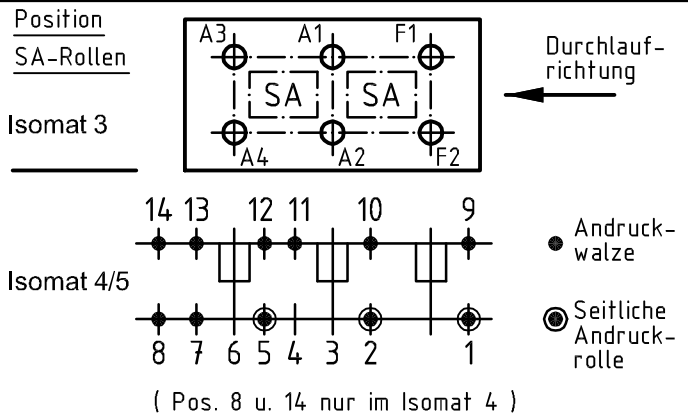 Position
SA-Rollen
Isomat 3
A3 A1 F1
SA SA
A4 A2 F2
Durchlauf-
richtung
14 13 12 11 10 9
Isomat 4/5
8 7 6 5 4 3 2 1
Andruck-
walze
Seitliche
Andruck-
rolle
( Pos. 8 u. 14 nur im Isomat 4 )